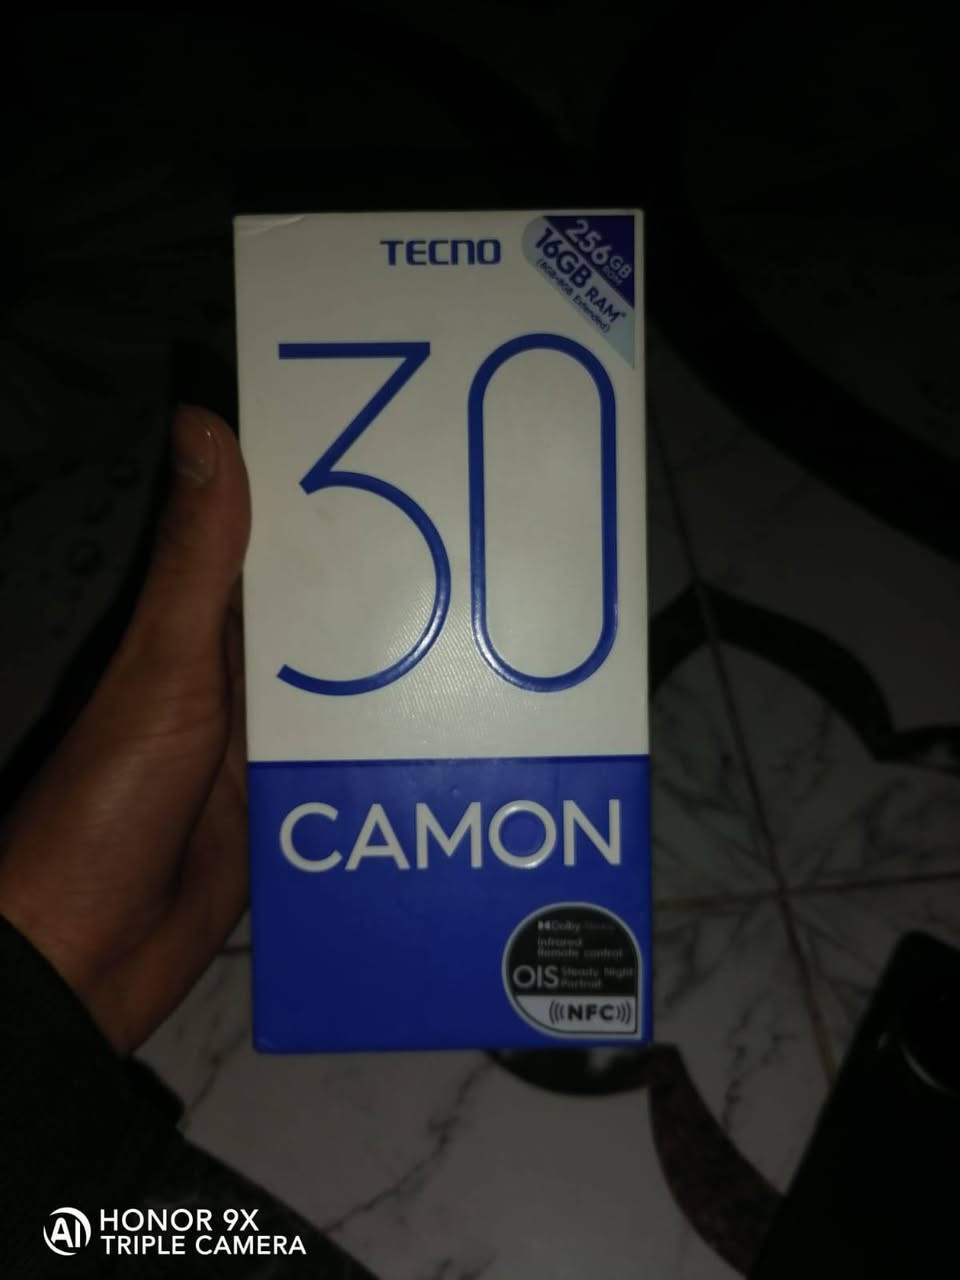 TECNO
256GB
ROM
16GB RAM*
(8GB+8GB Extended)
30
CAMON
Dolby
Infrared
Remote control
OIS Steady Night
Portrait
NFC
AI HONOR 9X
TRIPLE CAMERA